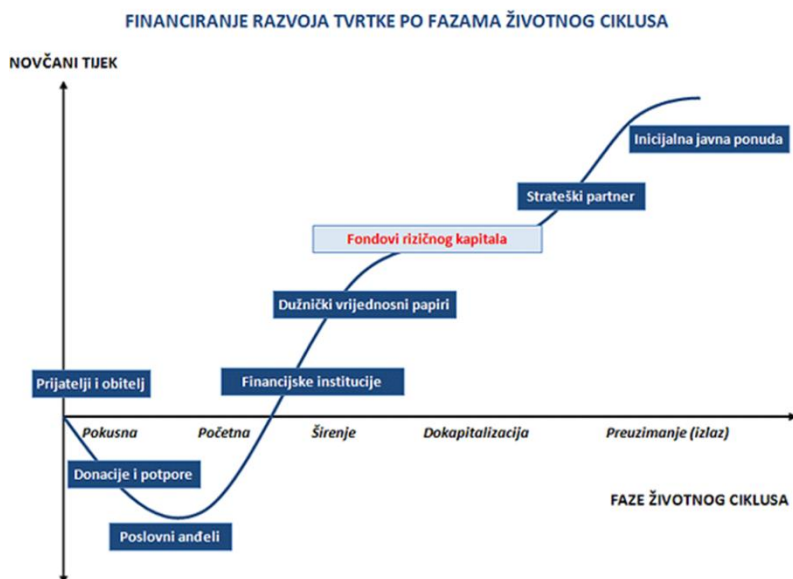 FINANCIRANJE RAZVOJA TVRTKE PO FAZAMA ŽIVOTNOG CIKLUSA
NOVČANI TIJEK
Inicijalna javna ponuda
Strateški partner
Fondovi rizičnog kapitala
Dužnički vrijednosni papiri
Prijatelji i obitelj
Financijske institucije
Pokusna
Početna
Širenje
Dokapitalizacija
Preuzimanje (izlaz)
Donacije i potpore
FAZE ŽIVOTNOG CIKLUSA
Poslovni anđeli